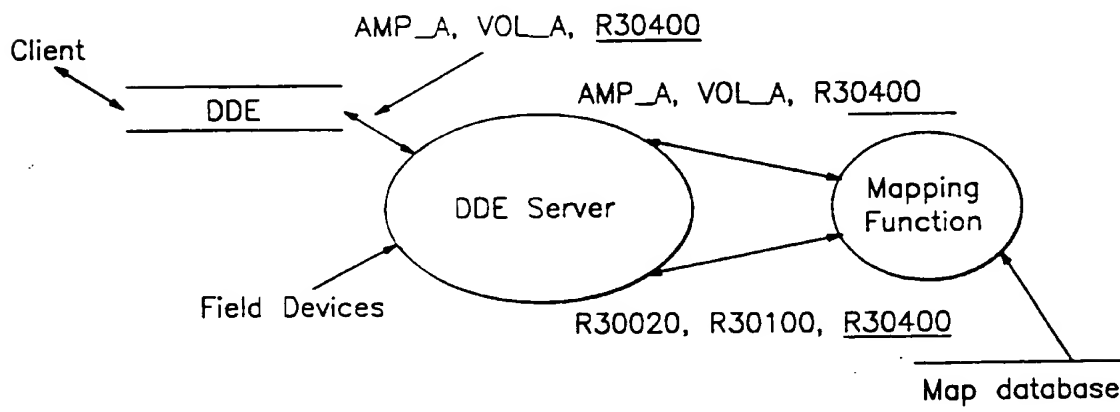 AMP_A, VOL_A, R30400
Client
DDE
AMP_A, VOL_A, R30400
DDE Server
Mapping
Function
Field Devices
R30020, R30100, R30400
Map database